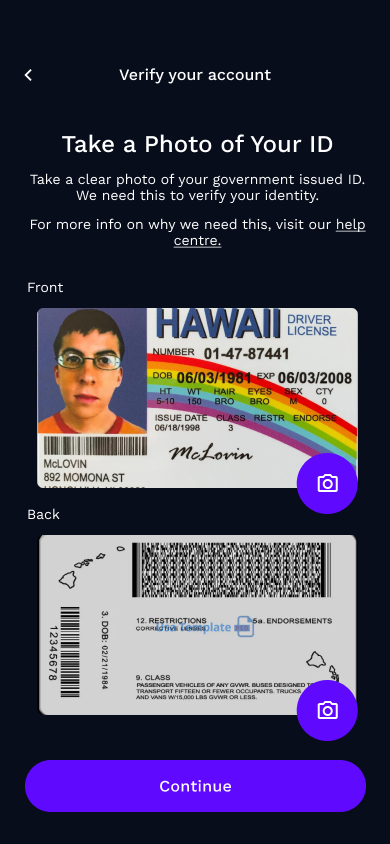 Verify your account
Take a Photo of Your ID
Take a clear photo of your government issued ID.
We need this to verify your identity.
For more info on why we need this, visit our help
centre.
Front
HAWAII DRIVER
LICENSE
NUMBER 01-47-87441
DOB 06/03/1981 EXP 06/03/2008
HT WT HAIR EYES SEX CTY
5-10 150 BRO BRO M 0
ISSUE DATE CLASS RESTR ENDORSE
06/18/1998 3
McLovin
McLOVIN
892 MOMONA ST
HONOLULU, HI
Back
12. RESTRICTIONS 5a. ENDORSEMENTS
CORRECTIVE LENSES
template
3. DOB: 02/21/1984
12345678
9. CLASS
PASSENGER VEHICLES OF ANY GVWR. BUSES DESIGNED T
TRANSPORT FIFTEEN OR FEWER OCCUPANTS. TRUCKS
AND VANS W/15,000 LBS GVWR OR LESS.
Continue